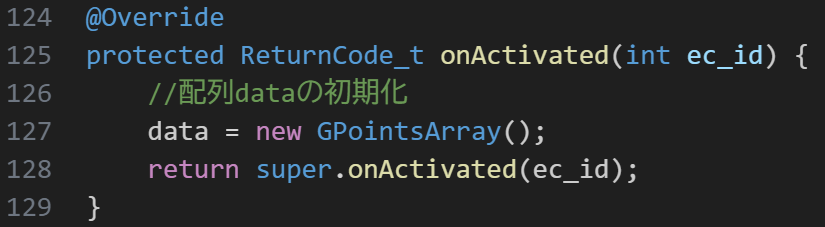 124 @Override
125 protected ReturnCode_t onActivated(int ec_id) {
126 //配列dataの初期化
127 data = new GPointsArray();
128 return super.onActivated(ec_id);
129 }